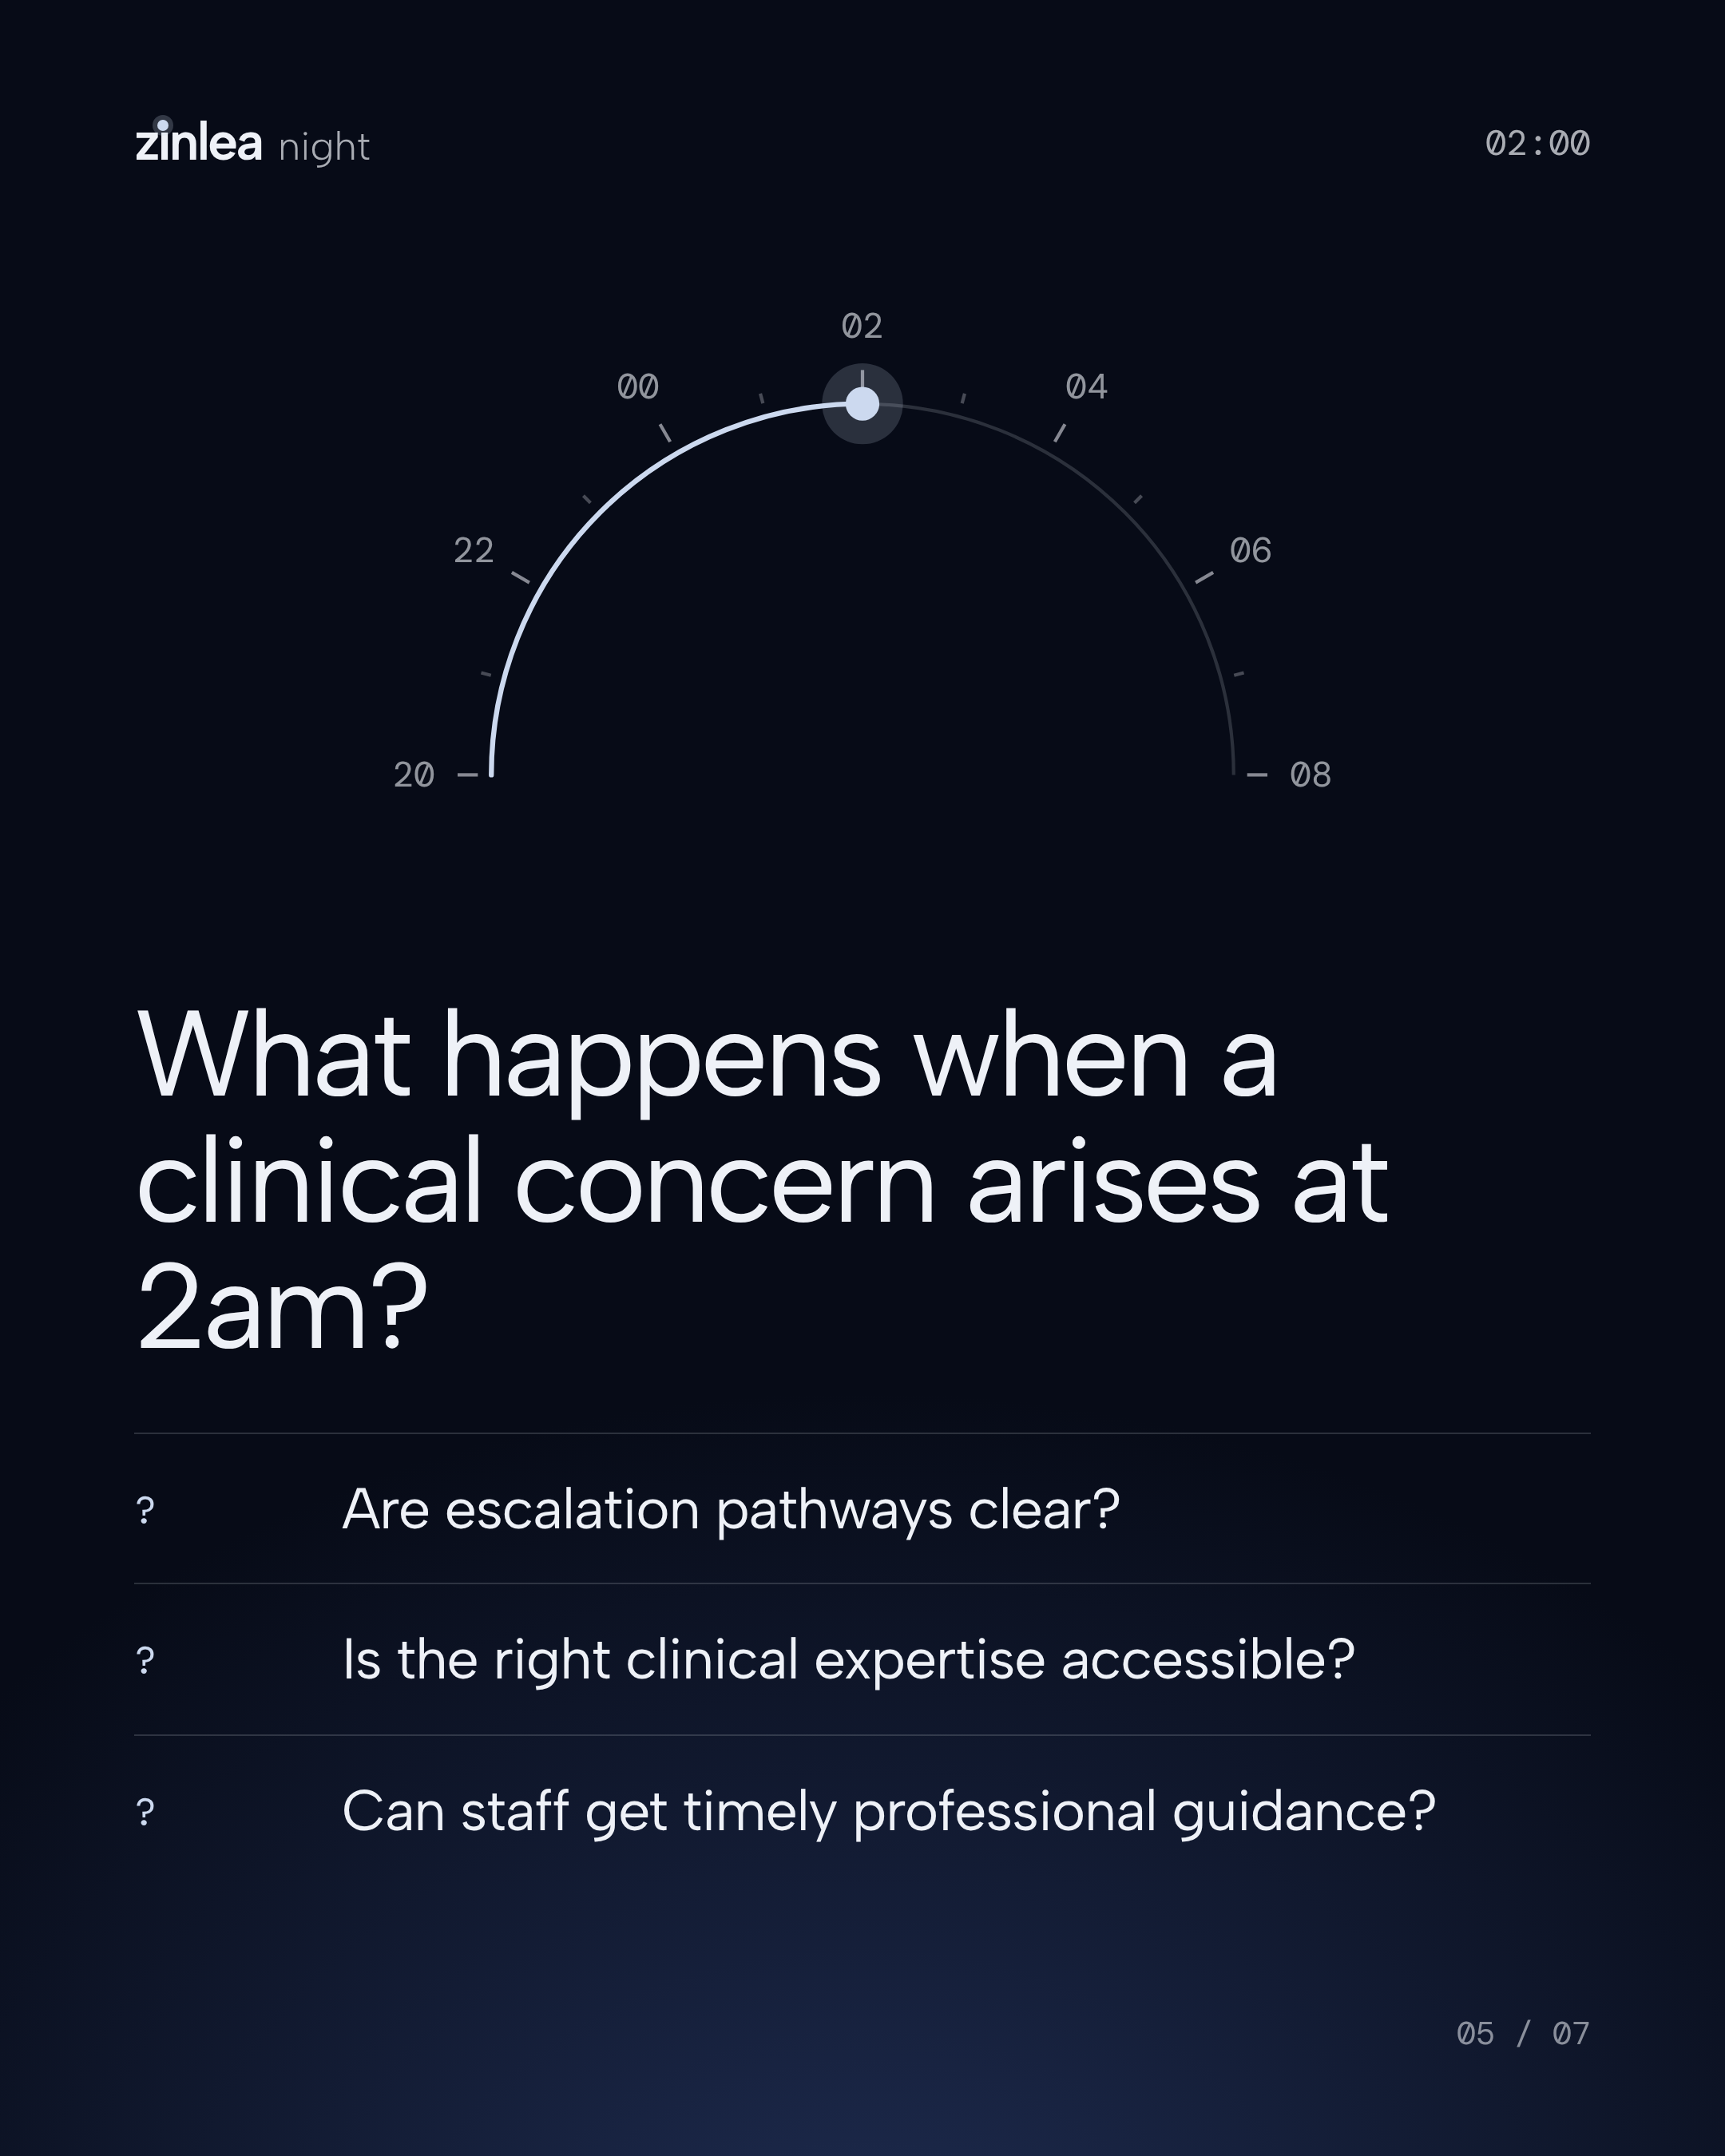 zinlea night
02:00
02
00
04
22
06
20
08
What happens when a
clinical concern arises at
2am?
? Are escalation pathways clear?
? Is the right clinical expertise accessible?
? Can staff get timely professional guidance?
05 / 07